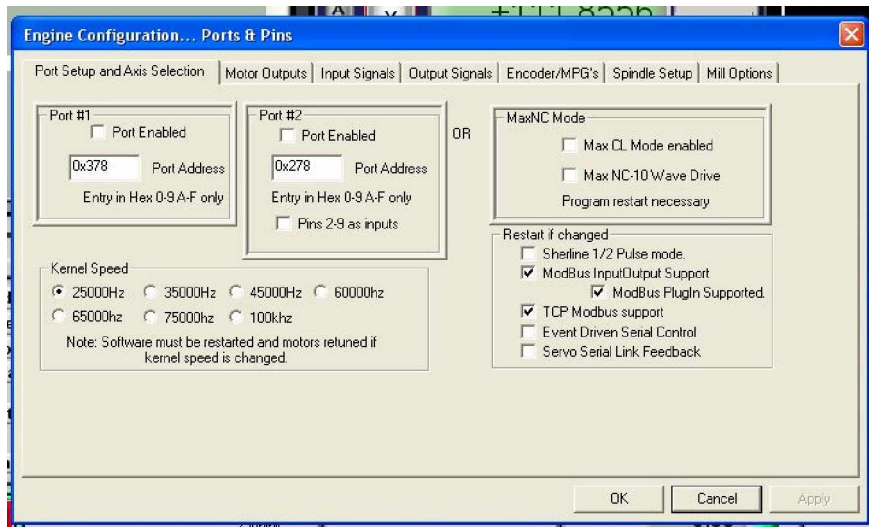 +111.8556
Engine Configuration... Ports & Pins
Port Setup and Axis Selection
Motor Outputs
Input Signals
Output Signals
Encoder/MPG's
Spindle Setup
Mill Options
Port #1
Port Enabled
0x378 Port Address
Entry in Hex 0-9 A-F only
Port #2
Port Enabled
0x278 Port Address
Entry in Hex 0-9 A-F only
Pins 2-9 as inputs
OR
MaxNC Mode
Max CL Mode enabled
Max NC-10 Wave Drive
Program restart necessary
Restart if changed
Sherline 1/2 Pulse mode.
ModBus InputOutput Support
ModBus PlugIn Supported.
TCP Modbus support
Event Driven Serial Control
Servo Serial Link Feedback
Kernel Speed
25000Hz 35000Hz 45000Hz 60000hz
65000hz 75000hz 100khz
Note: Software must be restarted and motors retuned if
kernel speed is changed.
OK
Cancel
Apply